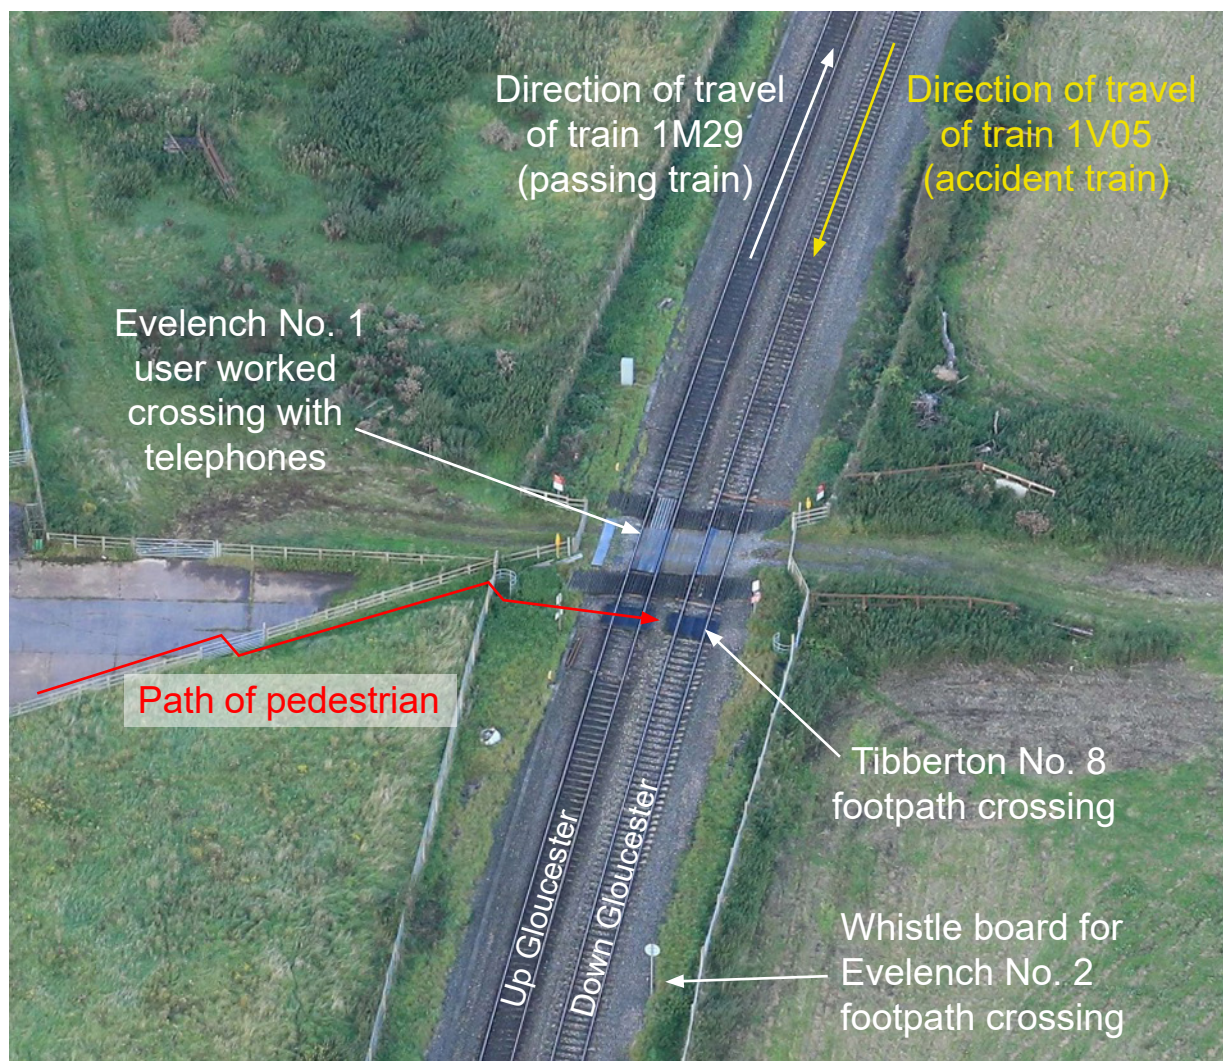 Direction of travel
of train 1M29
(passing train)
Direction of travel
of train 1V05
(accident train)
Evelench No. 1
user worked
crossing with
telephones
Path of pedestrian
Tibberton No. 8
footpath crossing
Up Gloucester
Down Gloucester
Whistle board for
Evelench No. 2
footpath crossing